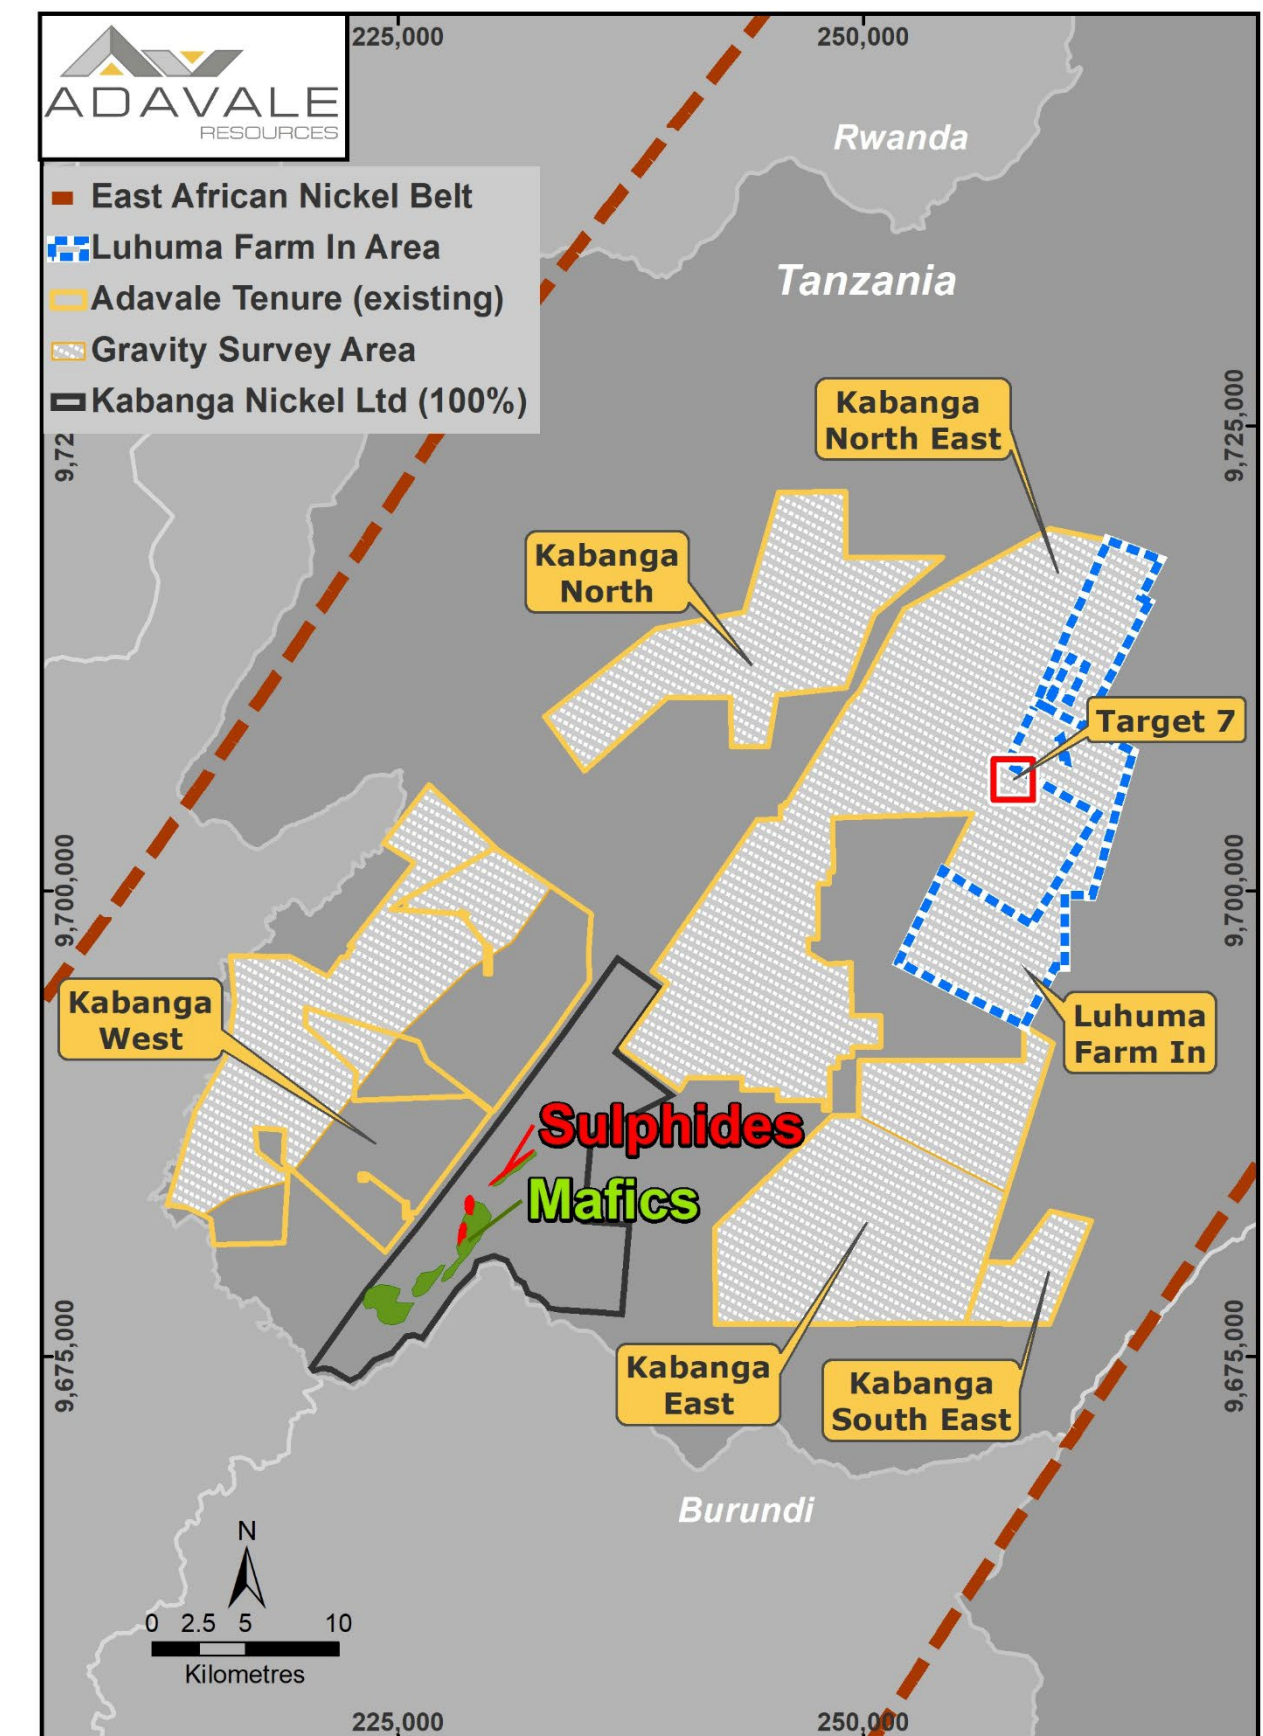 225,000
250,000
ADAVALE
RESOURCES
Rwanda
East African Nickel Belt
Luhuma Farm In Area
Adavale Tenure (existing)
Gravity Survey Area
Kabanga Nickel Ltd (100%)
Tanzania
9,72
9,725,000
Kabanga
North East
Kabanga
North
Target 7
9,700,000
9,700,000
Kabanga
West
Luhuma
Farm In
Sulphides
Mafics
9,675,000
9,675,000
Kabanga
East
Kabanga
South East
Burundi
N
0 2.5 5 10
Kilometres
225,000
250,000